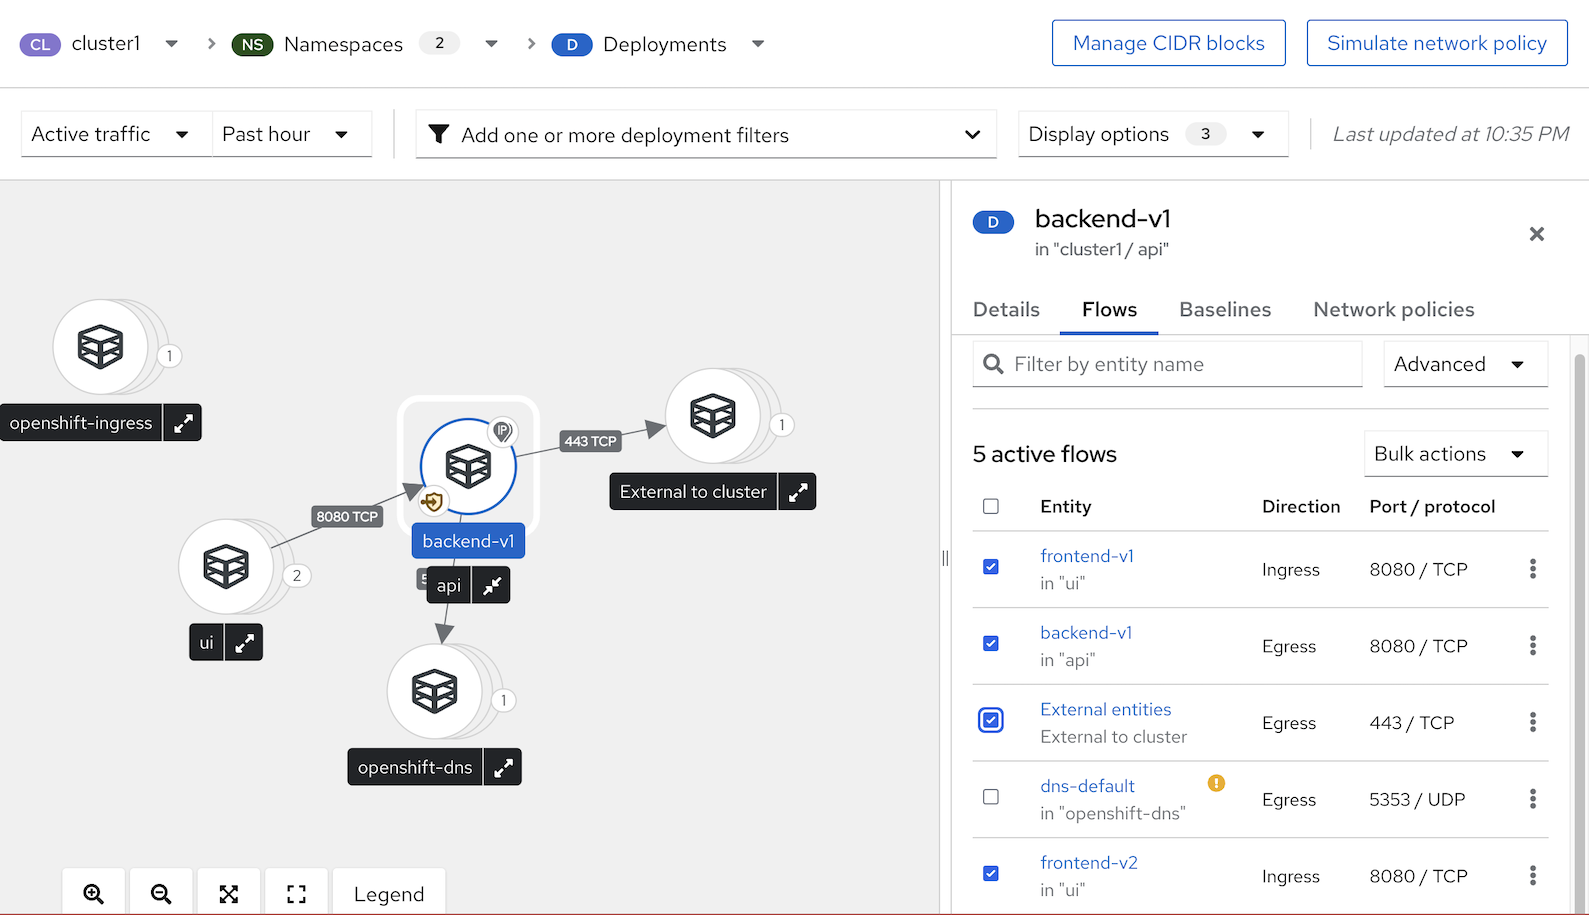 CL cluster1 NS Namespaces 2 D Deployments
Manage CIDR blocks
Simulate network policy
Active traffic
Past hour
Add one or more deployment filters
Display options 3
Last updated at 10:35 PM
1
openshift-ingress
IP
443 TCP
1
External to cluster
8080 TCP
backend-v1
5
api
2
ui
1
openshift-dns
Legend
D backend-v1
in "cluster1 / api"
Details Flows Baselines Network policies
Filter by entity name
Advanced
5 active flows
Bulk actions
Entity Direction Port / protocol
frontend-v1
in "ui"
Ingress 8080 / TCP
backend-v1
in "api"
Egress 8080 / TCP
External entities
External to cluster
Egress 443 / TCP
dns-default
in "openshift-dns"
Egress 5353 / UDP
frontend-v2
in "ui"
Ingress 8080 / TCP